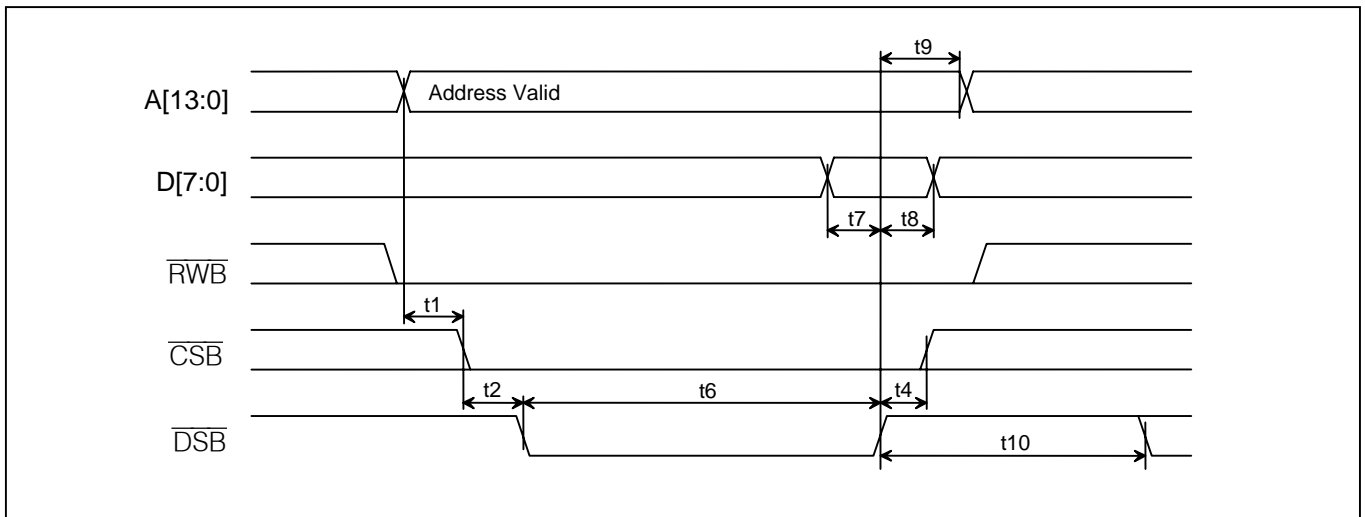 t9
A[13:0]
Address Valid
D[7:0]
t7
t8
RWB
t1
CSB
t2
t6
t4
DSB
t10